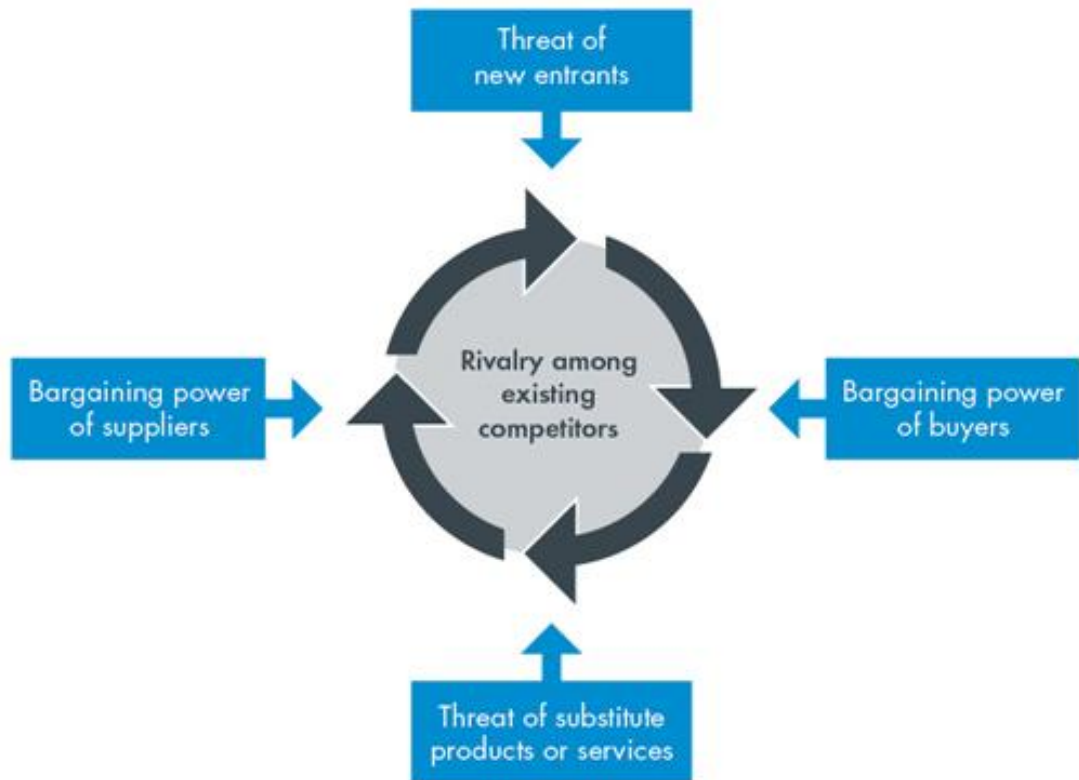 Threat of
new entrants
Bargaining power
of suppliers
Rivalry among
existing
competitors
Bargaining power
of buyers
Threat of substitute
products or services